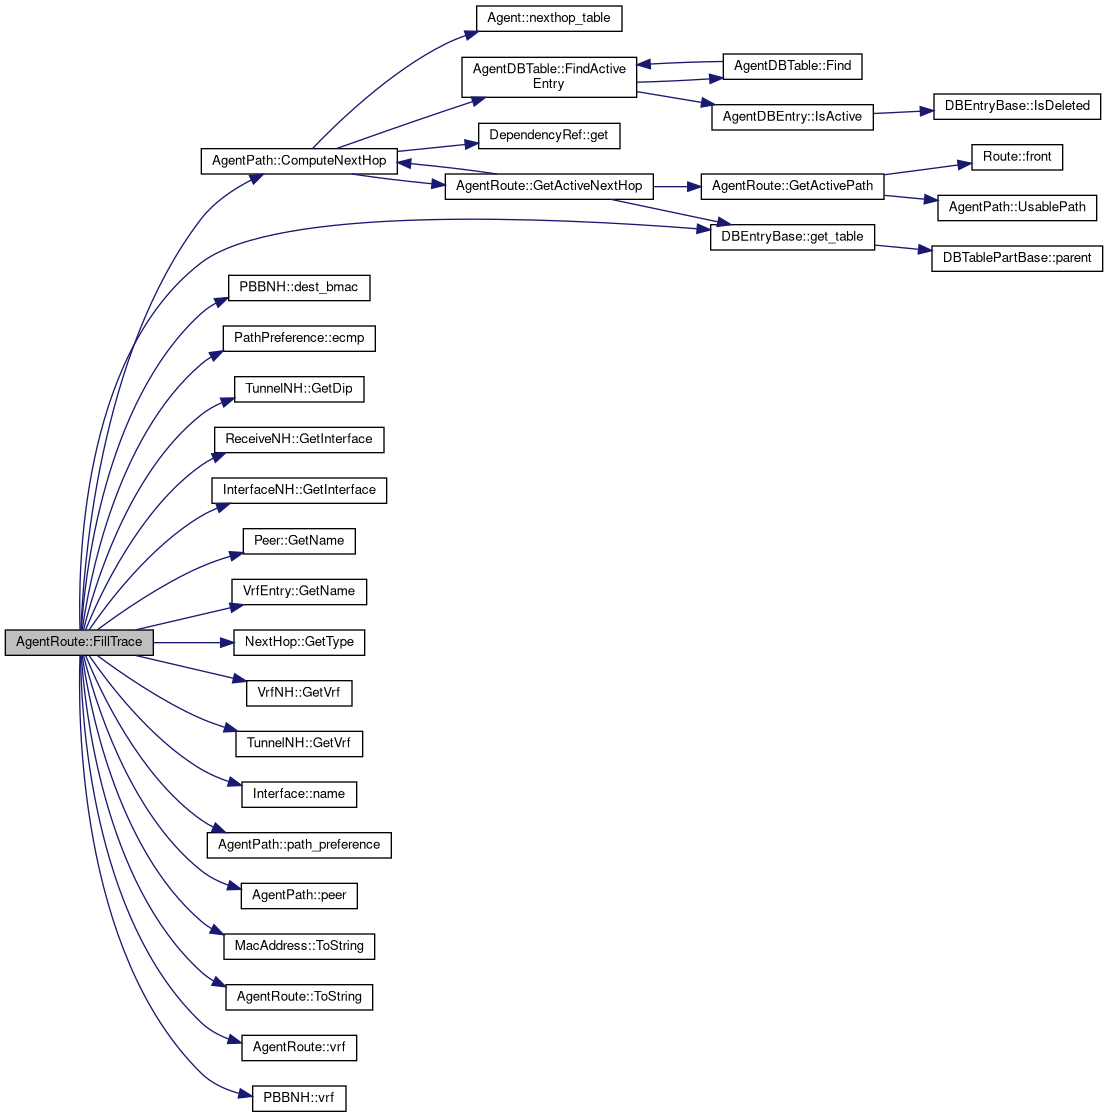 Agent::nexthop_table
AgentDBTable::FindActive
Entry
AgentDBTable::Find
AgentDBEntry::IsActive
DBEntryBase::IsDeleted
DependencyRef::get
AgentPath::ComputeNextHop
AgentRoute::GetActiveNextHop
AgentRoute::GetActivePath
Route::front
AgentPath::UsablePath
DBEntryBase::get_table
DBTablePartBase::parent
PBBNH::dest_bmac
PathPreference::ecmp
TunnelNH::GetDip
ReceiveNH::GetInterface
InterfaceNH::GetInterface
Peer::GetName
VrfEntry::GetName
AgentRoute::FillTrace
NextHop::GetType
VrfNH::GetVrf
TunnelNH::GetVrf
Interface::name
AgentPath::path_preference
AgentPath::peer
MacAddress::ToString
AgentRoute::ToString
AgentRoute::vrf
PBBNH::vrf